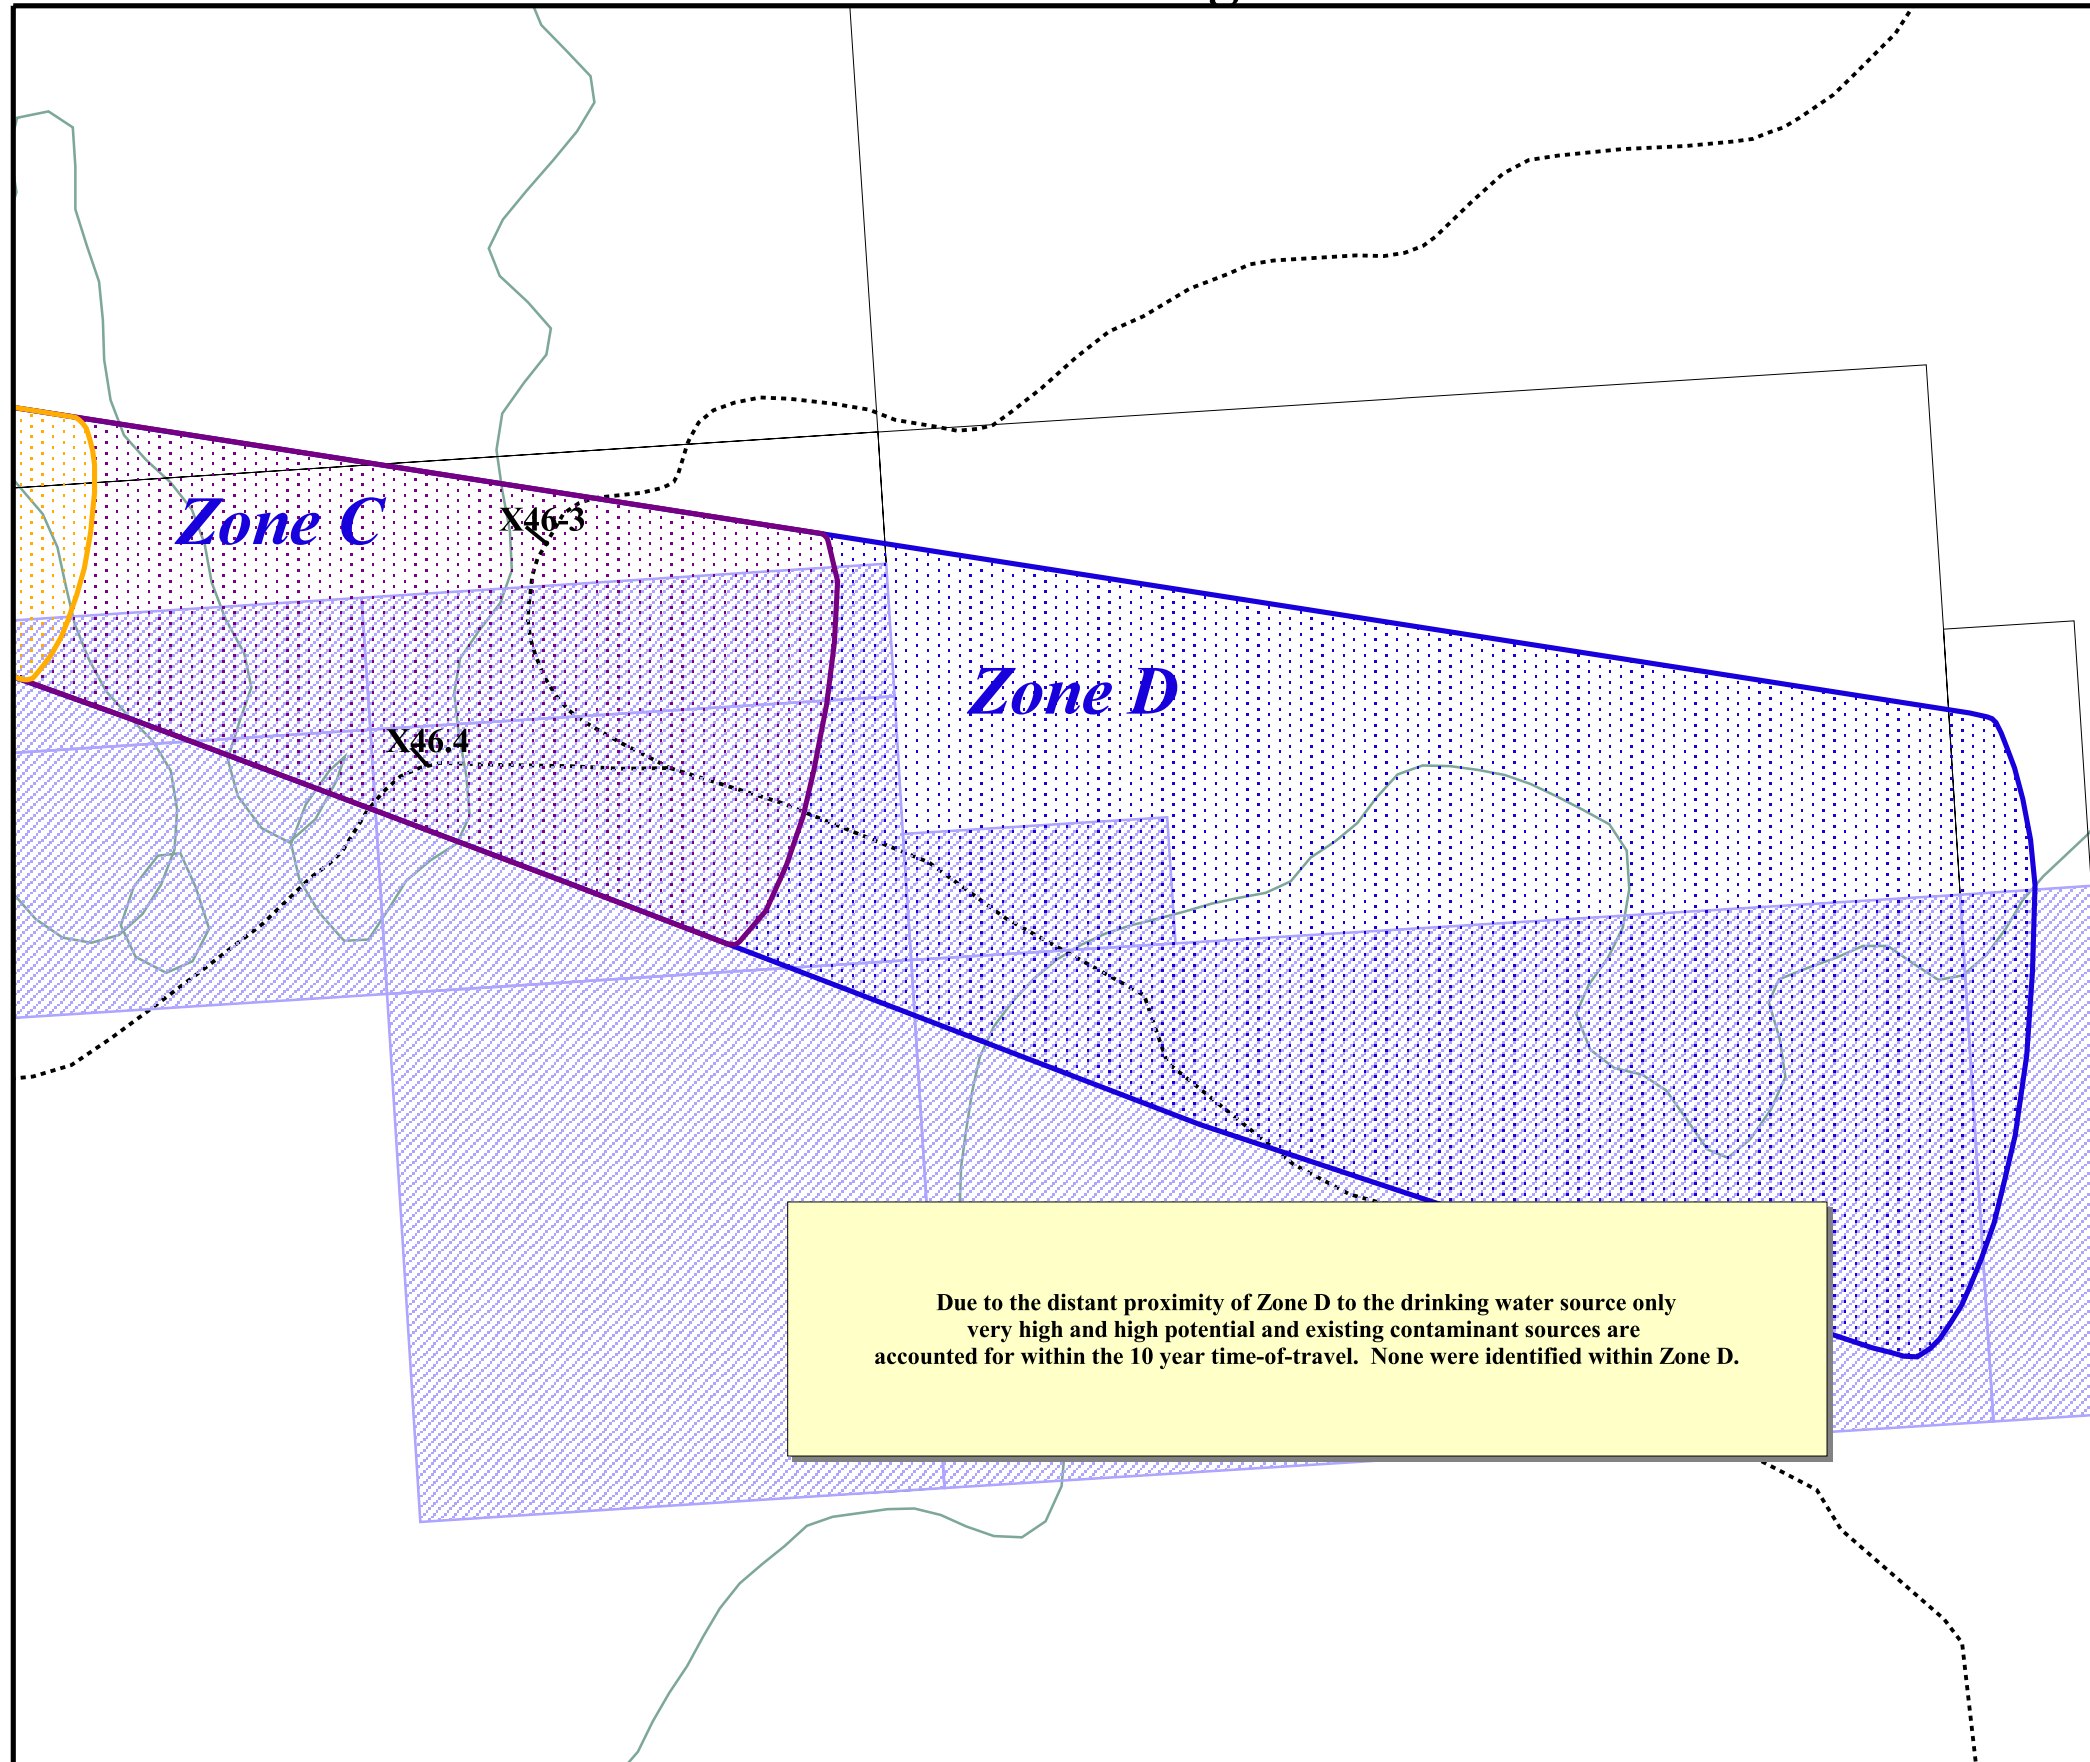 Zone C
X46-3
Zone D
X46.4
Due to the distant proximity of Zone D to the drinking water source only
very high and high potential and existing contaminant sources are
accounted for within the 10 year time-of-travel.  None were identified within Zone D.